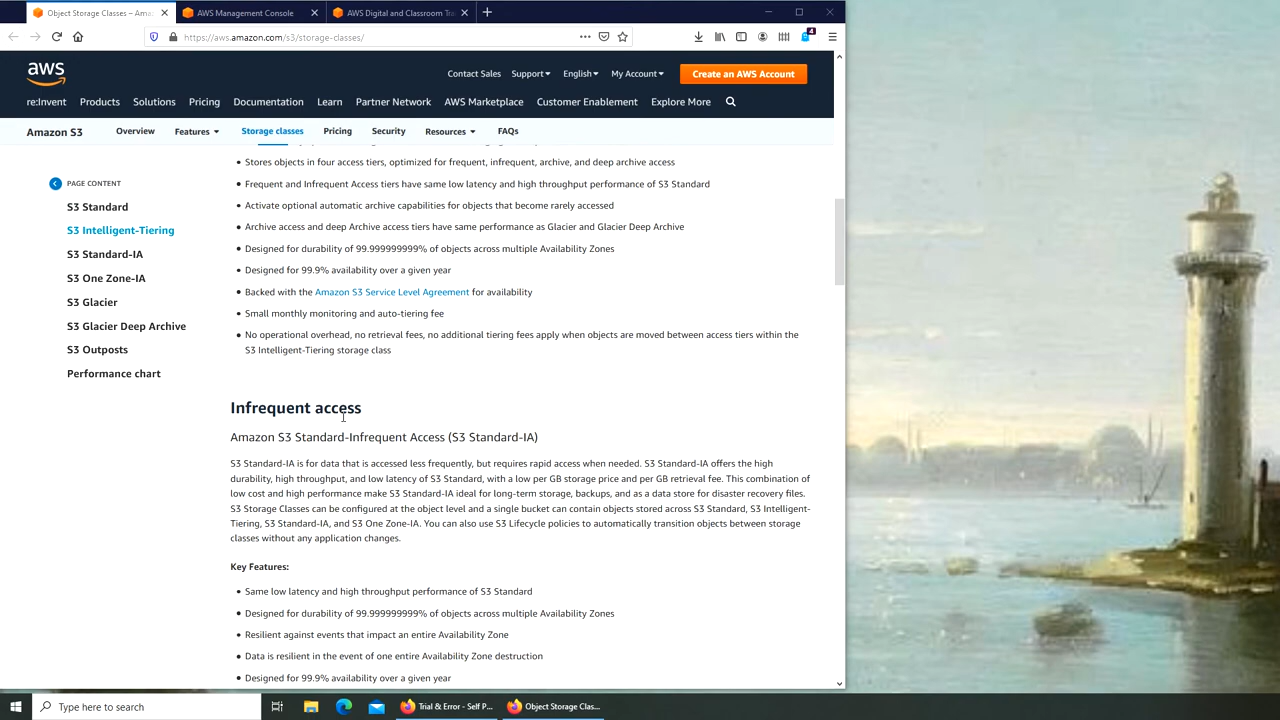 Object Storage Classes – Ama
AWS Management Console
AWS Digital and Classroom Tra
https://aws.amazon.com/s3/storage-classes/
4
aws
Contact Sales Support English My Account Create an AWS Account
re:Invent Products Solutions Pricing Documentation Learn Partner Network AWS Marketplace Customer Enablement Explore More
Amazon S3 Overview Features Storage classes Pricing Security Resources FAQs
PAGE CONTENT
S3 Standard
S3 Intelligent-Tiering
S3 Standard-IA
S3 One Zone-IA
S3 Glacier
S3 Glacier Deep Archive
S3 Outposts
Performance chart
• Stores objects in four access tiers, optimized for frequent, infrequent, archive, and deep archive access
• Frequent and Infrequent Access tiers have same low latency and high throughput performance of S3 Standard
• Activate optional automatic archive capabilities for objects that become rarely accessed
• Archive access and deep Archive access tiers have same performance as Glacier and Glacier Deep Archive
• Designed for durability of 99.999999999% of objects across multiple Availability Zones
• Designed for 99.9% availability over a given year
• Backed with the Amazon S3 Service Level Agreement for availability
• Small monthly monitoring and auto-tiering fee
• No operational overhead, no retrieval fees, no additional tiering fees apply when objects are moved between access tiers within the
S3 Intelligent-Tiering storage class
Infrequent access
Amazon S3 Standard-Infrequent Access (S3 Standard-IA)
S3 Standard-IA is for data that is accessed less frequently, but requires rapid access when needed. S3 Standard-IA offers the high
durability, high throughput, and low latency of S3 Standard, with a low per GB storage price and per GB retrieval fee. This combination of
low cost and high performance make S3 Standard-IA ideal for long-term storage, backups, and as a data store for disaster recovery files.
S3 Storage Classes can be configured at the object level and a single bucket can contain objects stored across S3 Standard, S3 Intelligent-
Tiering, S3 Standard-IA, and S3 One Zone-IA. You can also use S3 Lifecycle policies to automatically transition objects between storage
classes without any application changes.
Key Features:
• Same low latency and high throughput performance of S3 Standard
• Designed for durability of 99.999999999% of objects across multiple Availability Zones
• Resilient against events that impact an entire Availability Zone
• Data is resilient in the event of one entire Availability Zone destruction
• Designed for 99.9% availability over a given year
Type here to search
Trial & Error - Self P...
Object Storage Clas...